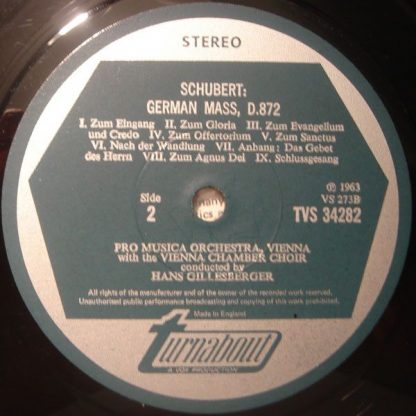 STEREO
SCHUBERT:
GERMAN MASS, D.872
I. Zum Eingang II. Zum Gloria III. Zum Evangelium
und Credo IV. Zum Offertorium V. Zum Sanctus
VI. Nach der Wandlung VII. Anhang: Das Gebet
des Herrn VIII. Zum Agnus Dei IX. Schlussgesang
Side
2
℗ 1963
VS 273B
TVS 34282
PRO MUSICA ORCHESTRA, VIENNA
with the VIENNA CHAMBER CHOIR
conducted by
HANS GILLESBERGER
All rights of the manufacturer and of the owner of the recorded work reserved.
Unauthorised public performance broadcasting and copying of this work prohibited.
Made in England
turnabout
A VOX PRODUCTION